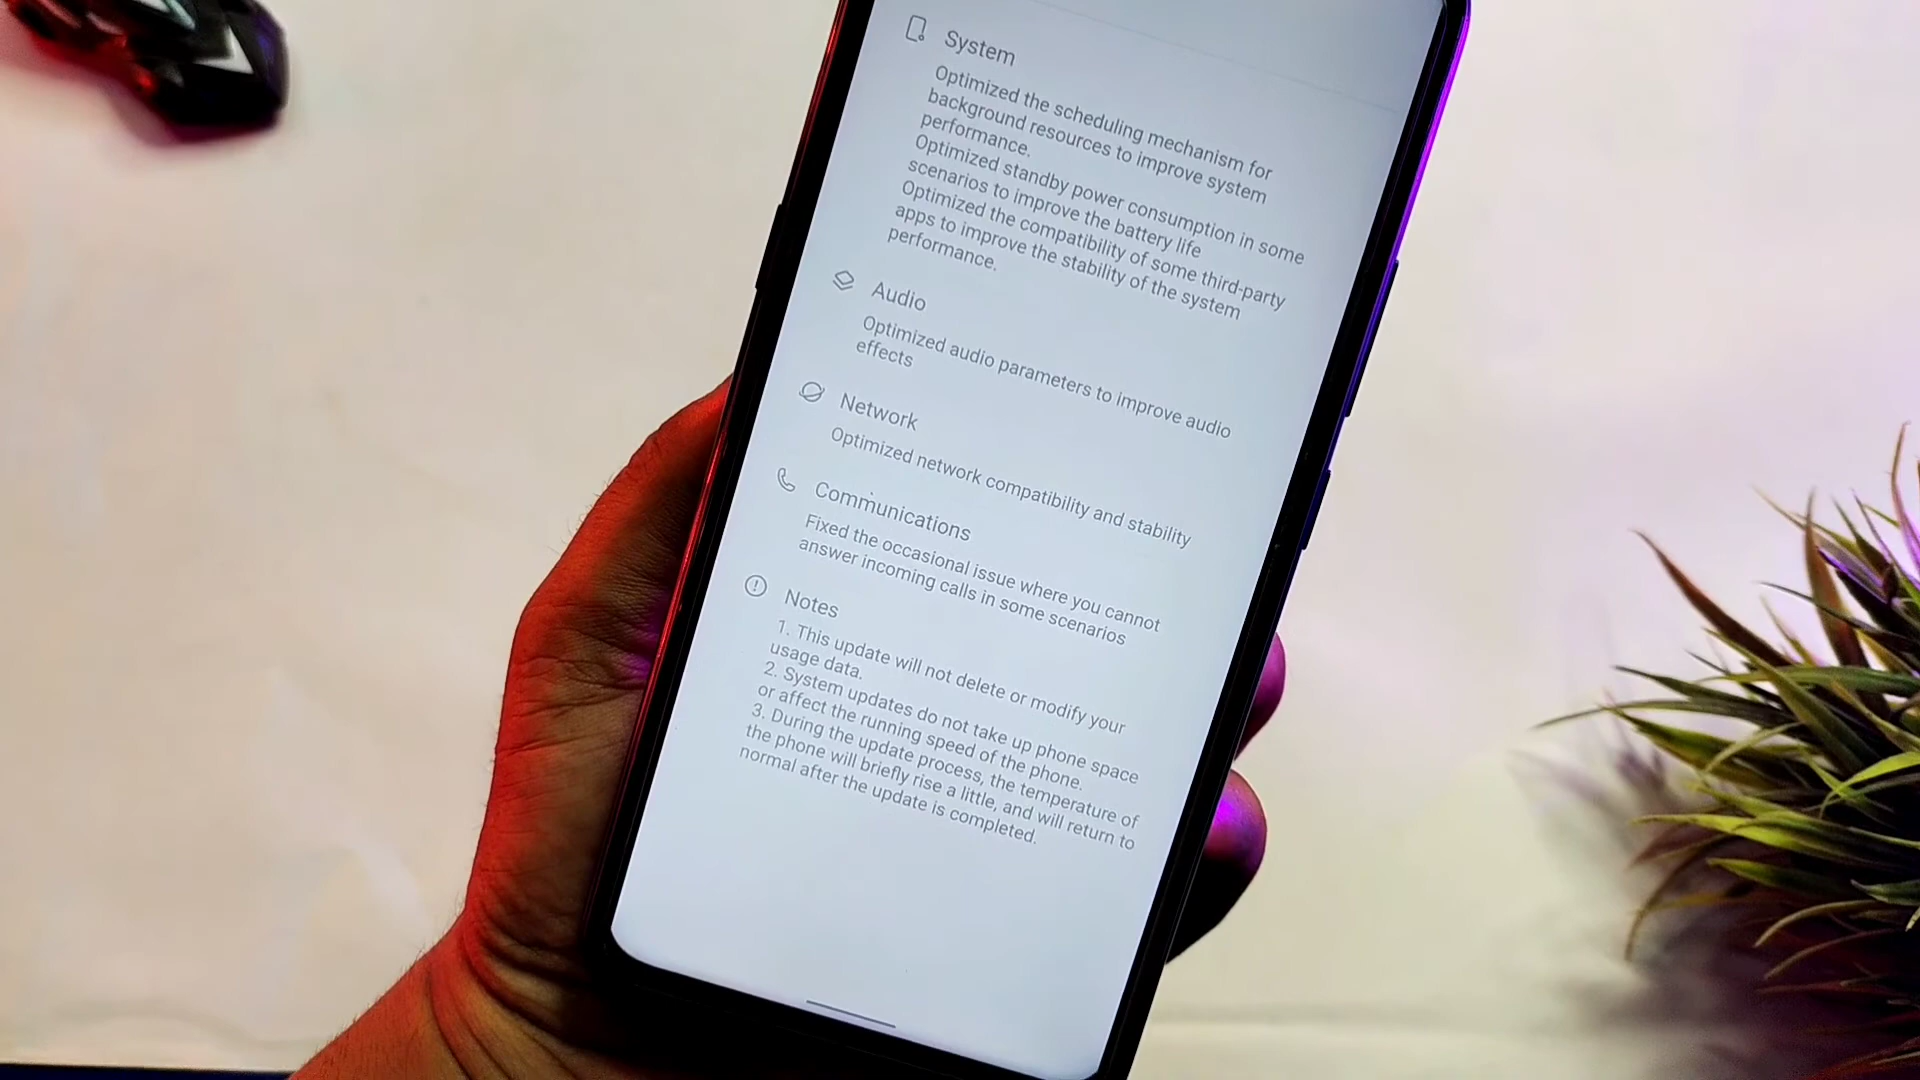 System
Optimized the scheduling mechanism for
background resources to improve system
performance.
Optimized standby power consumption in some
scenarios to improve the battery life
Optimized the compatibility of some third-party
apps to improve the stability of the system
performance.
Audio
Optimized audio parameters to improve audio
effects
Network
Optimized network compatibility and stability
Communications
Fixed the occasional issue where you cannot
answer incoming calls in some scenarios
Notes
1. This update will not delete or modify your
usage data.
2. System updates do not take up phone space
or affect the running speed of the phone.
3. During the update process, the temperature of
the phone will briefly rise a little, and will return to
normal after the update is completed.